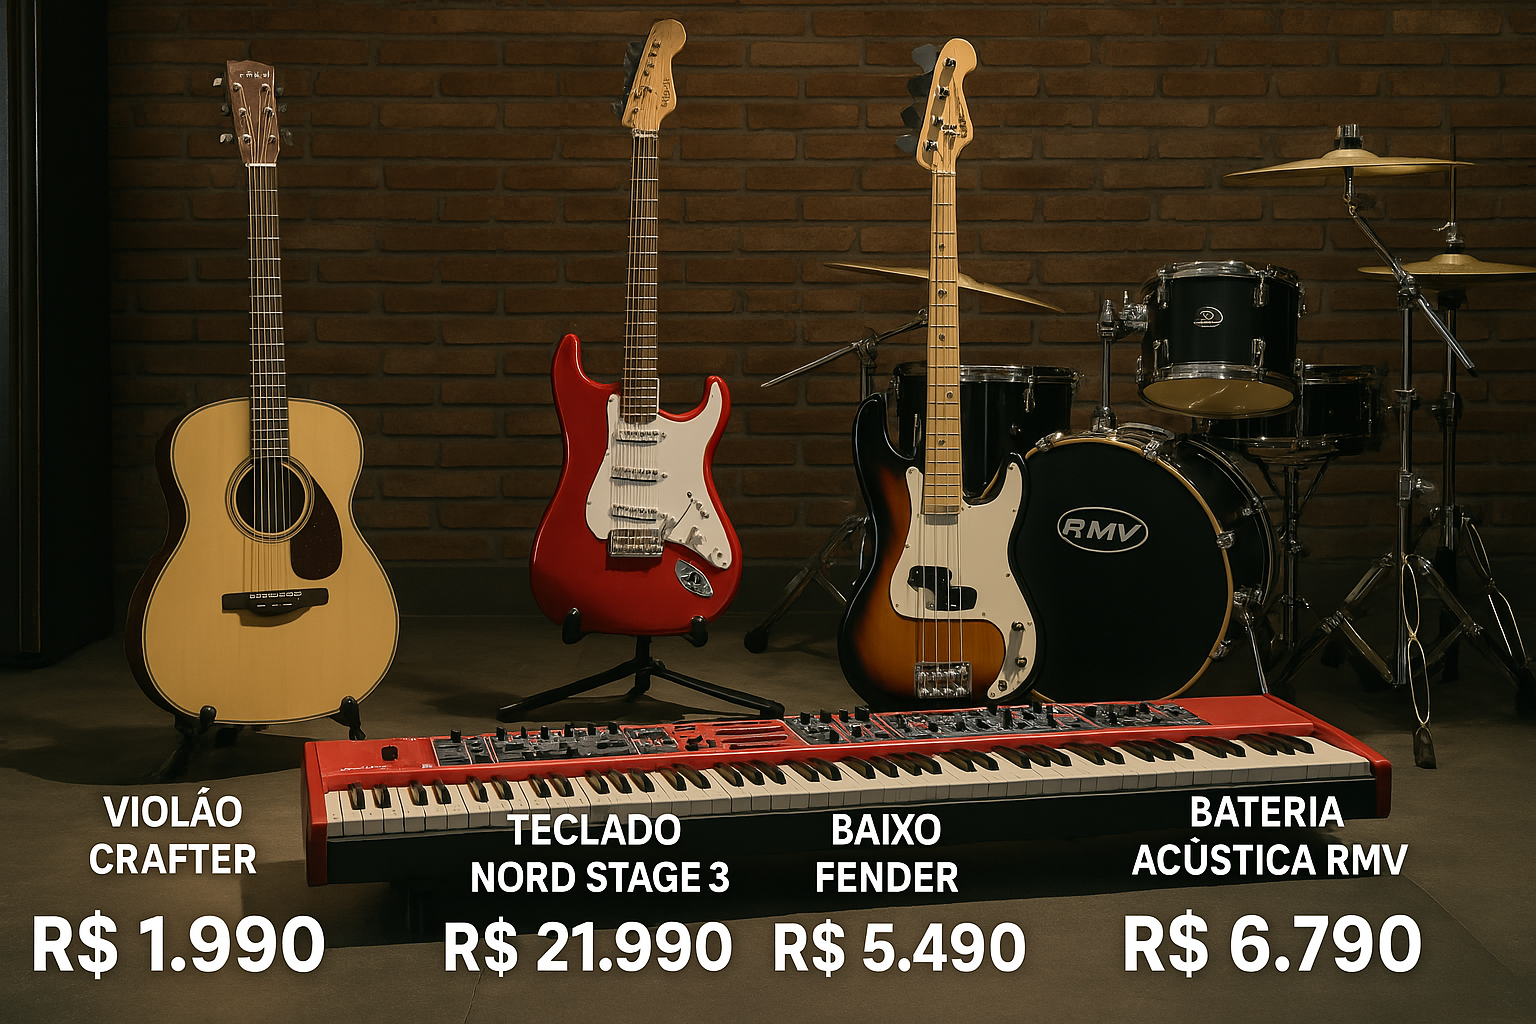 RMV
VIOLÁO
CRAFTER
R$ 1.990
TECLADO
NORD STAGE 3
R$ 21.990
BAIXO
FENDER
R$ 5.490
BATERIA
ACÚSTICA RMV
R$ 6.790